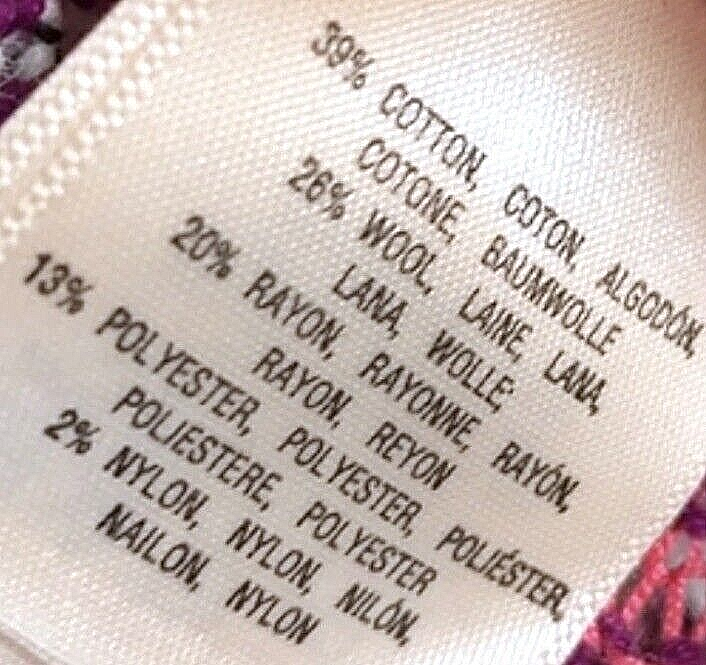 39% COTTON, COTON, ALGODÓN,
COTONE, BAUMWOLLE
26% WOOL, LAINE, LANA,
LANA, WOLLE;
20% RAYON, RAYONNE, RAYÓN,
RAYON, REYON
13% POLYESTER, POLYESTER, POLIÉSTER,
POLIESTERE, POLYESTER
2% NYLON, NYLON, NILÓN,
NAILON, NYLON